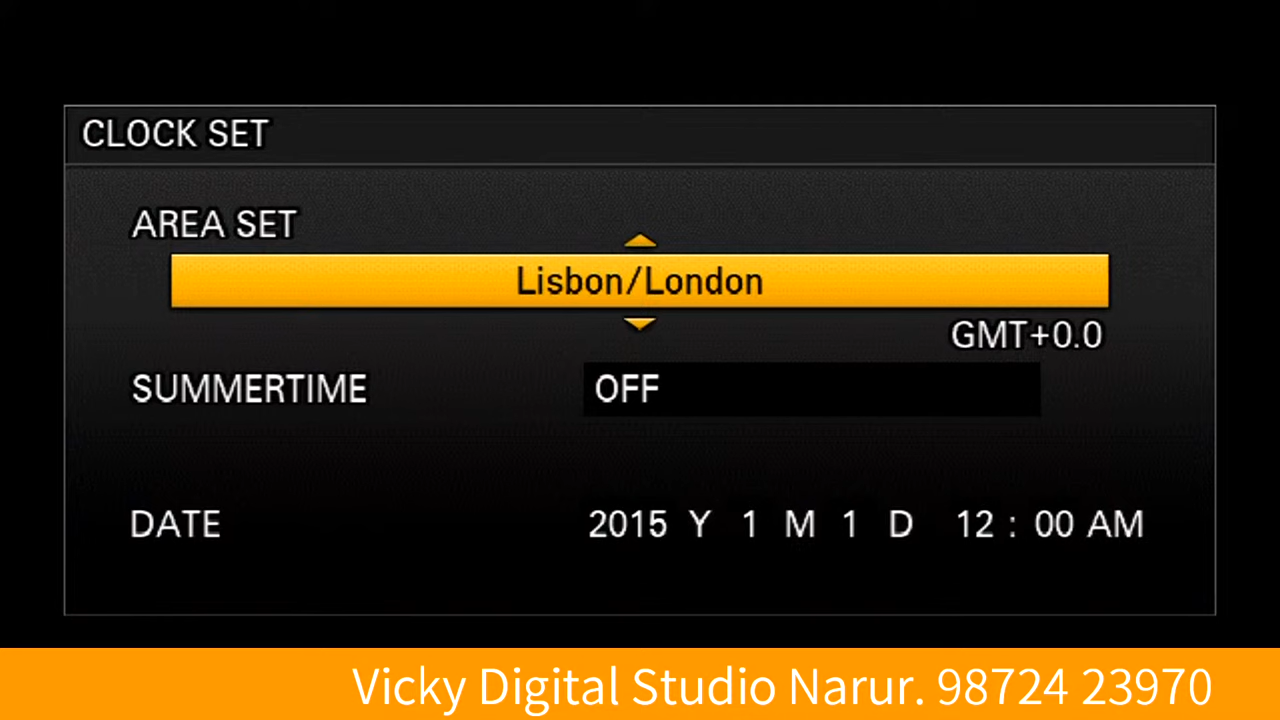 CLOCK SET
AREA SET
Lisbon/London
GMT+0.0
SUMMERTIME OFF
DATE 2015 Y 1 M 1 D 12 : 00 AM
Vicky Digital Studio Narur. 98724 23970